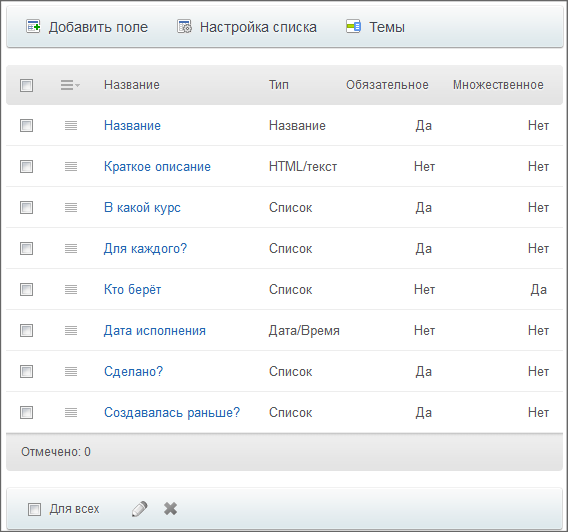 Добавить поле Настройка списка Темы
Название Тип Обязательное Множественное
Название Название Да Нет
Краткое описание HTML/текст Нет Нет
В какой курс Список Да Нет
Для каждого? Список Да Нет
Кто берёт Список Нет Да
Дата исполнения Дата/Время Нет Нет
Сделано? Список Да Нет
Создавалась раньше? Список Да Нет
Отмечено: 0
Для всех